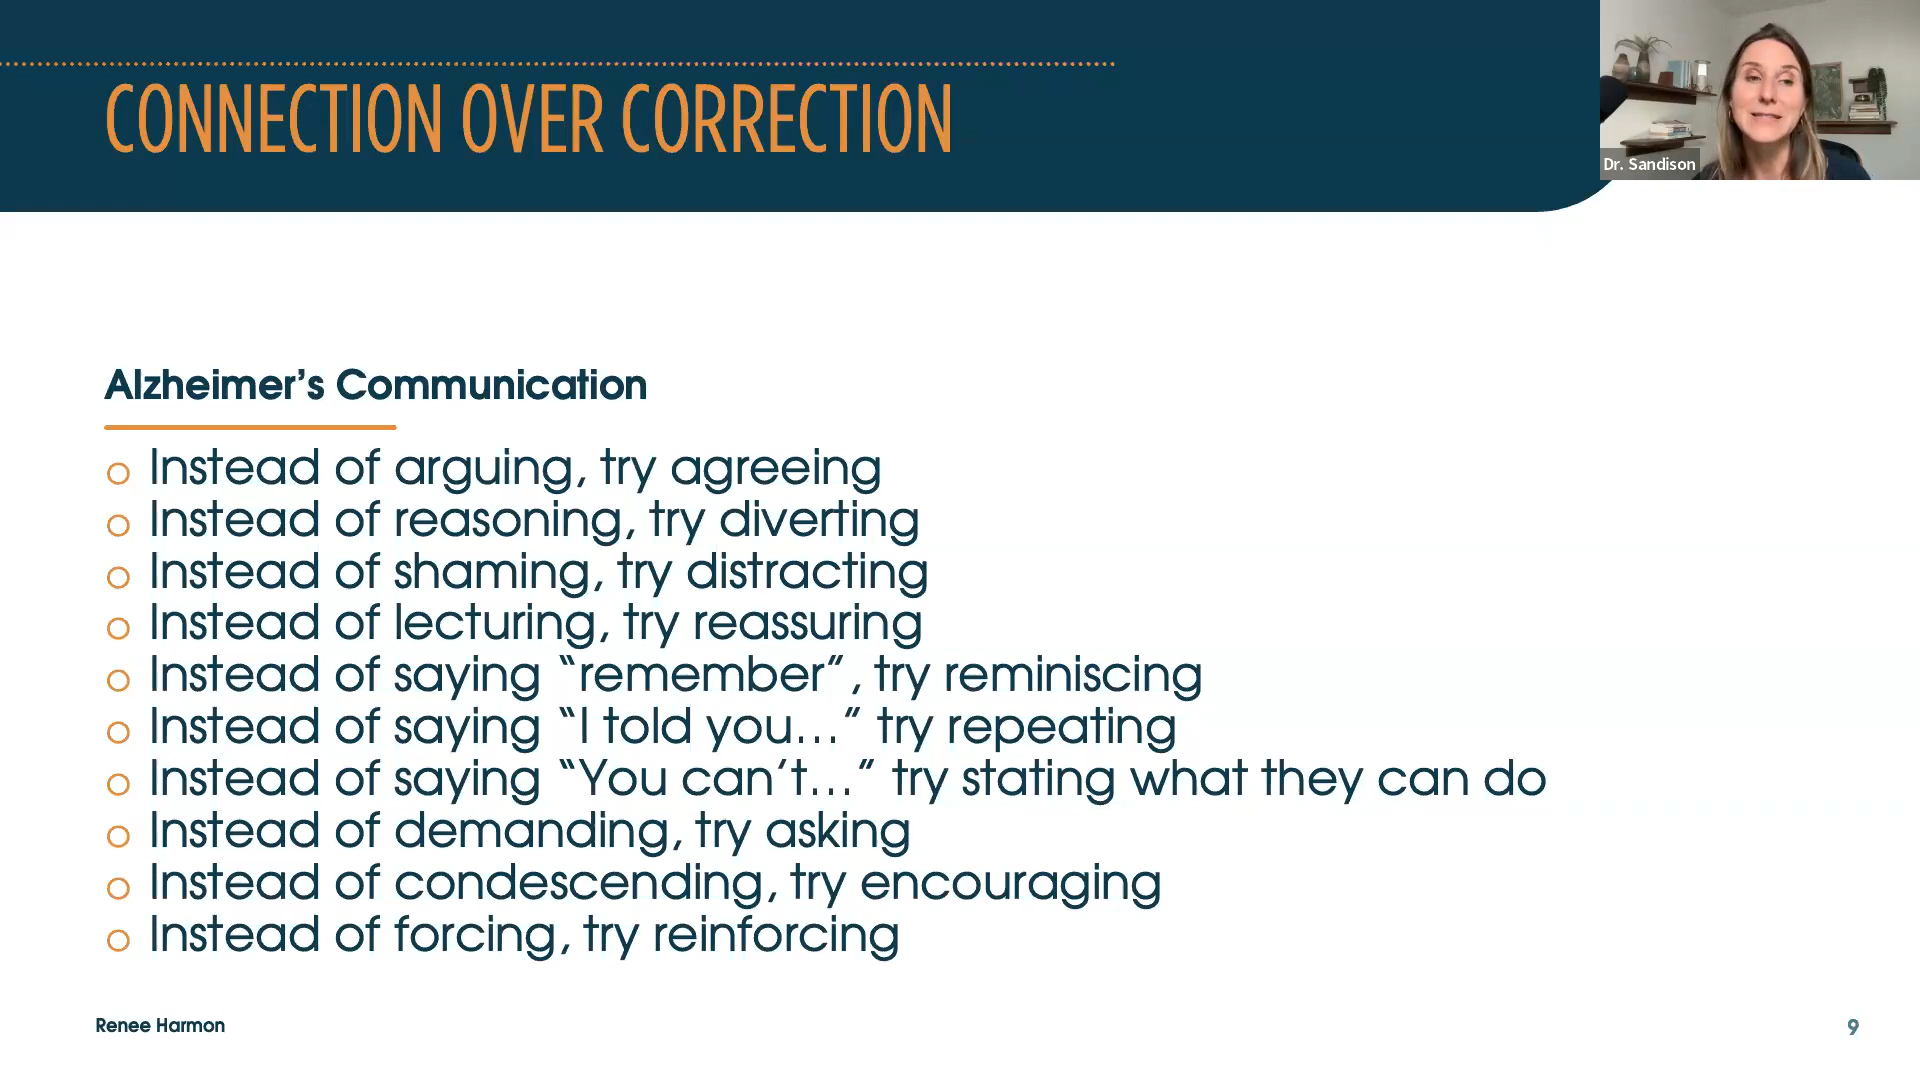 CONNECTION OVER CORRECTION
Dr. Sandison
Alzheimer’s Communication
Instead of arguing, try agreeing
Instead of reasoning, try diverting
Instead of shaming, try distracting
Instead of lecturing, try reassuring
Instead of saying “remember”, try reminiscing
Instead of saying “I told you…” try repeating
Instead of saying “You can’t…” try stating what they can do
Instead of demanding, try asking
Instead of condescending, try encouraging
Instead of forcing, try reinforcing
Renee Harmon
9